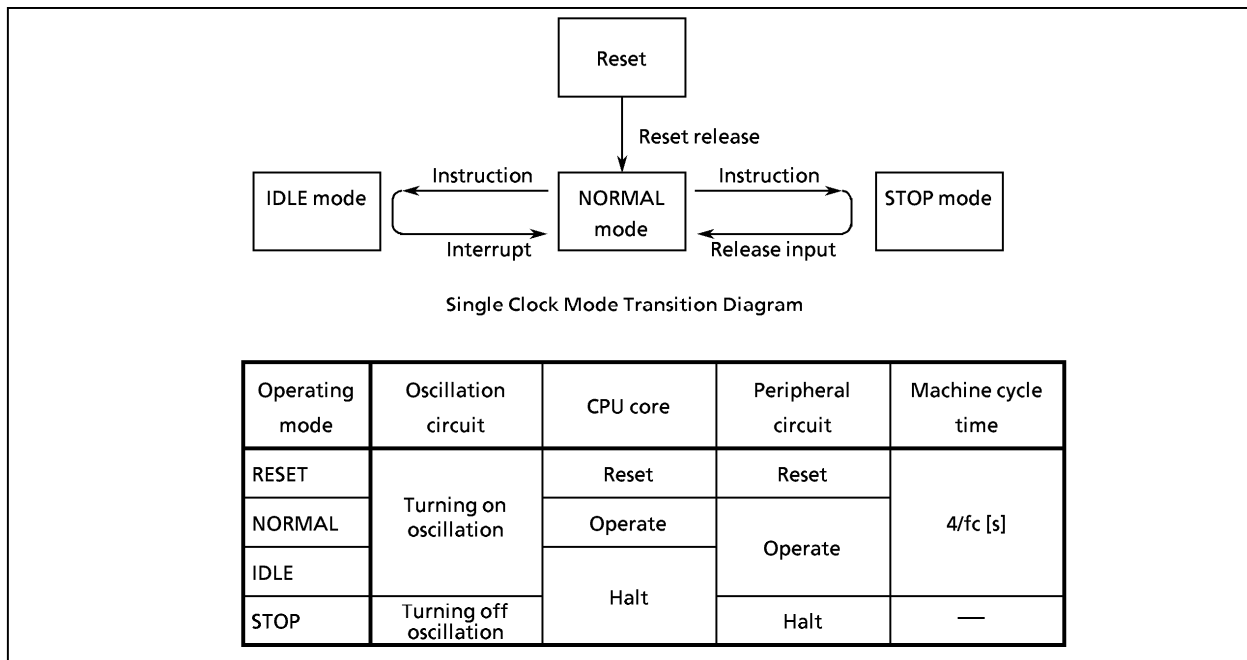 Reset
Reset release
Instruction
Instruction
IDLE mode
NORMAL
mode
STOP mode
Interrupt
Release input
Single Clock Mode Transition Diagram
Operating
mode
Oscillation
circuit
CPU core
Peripheral
circuit
Machine cycle
time
RESET
Turning on
oscillation
Reset
Reset
4/fc [s]
NORMAL
Operate
Operate
IDLE
Halt
STOP
Turning off
oscillation
Halt
—